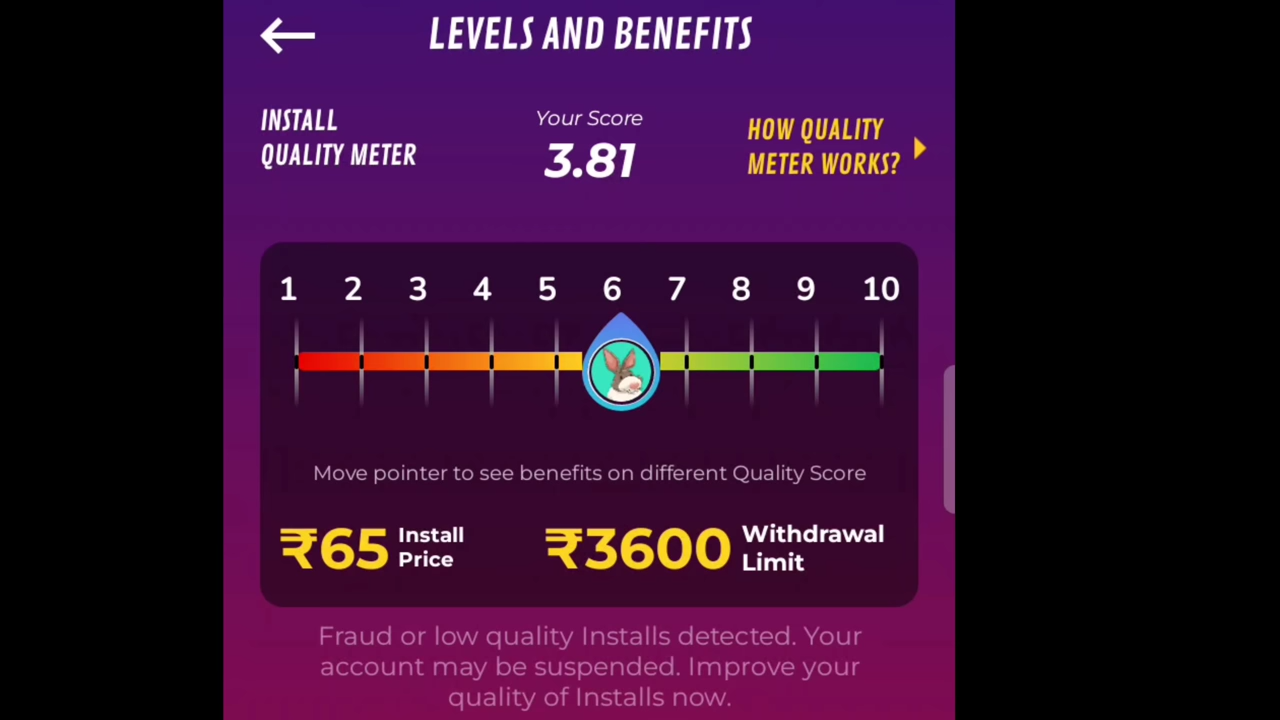 LEVELS AND BENEFITS
INSTALL
QUALITY METER
Your Score
3.81
HOW QUALITY
METER WORKS?
1 2 3 4 5 6 7 8 9 10
Move pointer to see benefits on different Quality Score
₹65 Install
Price
₹3600 Withdrawal
Limit
Fraud or low quality Installs detected. Your
account may be suspended. Improve your
quality of Installs now.